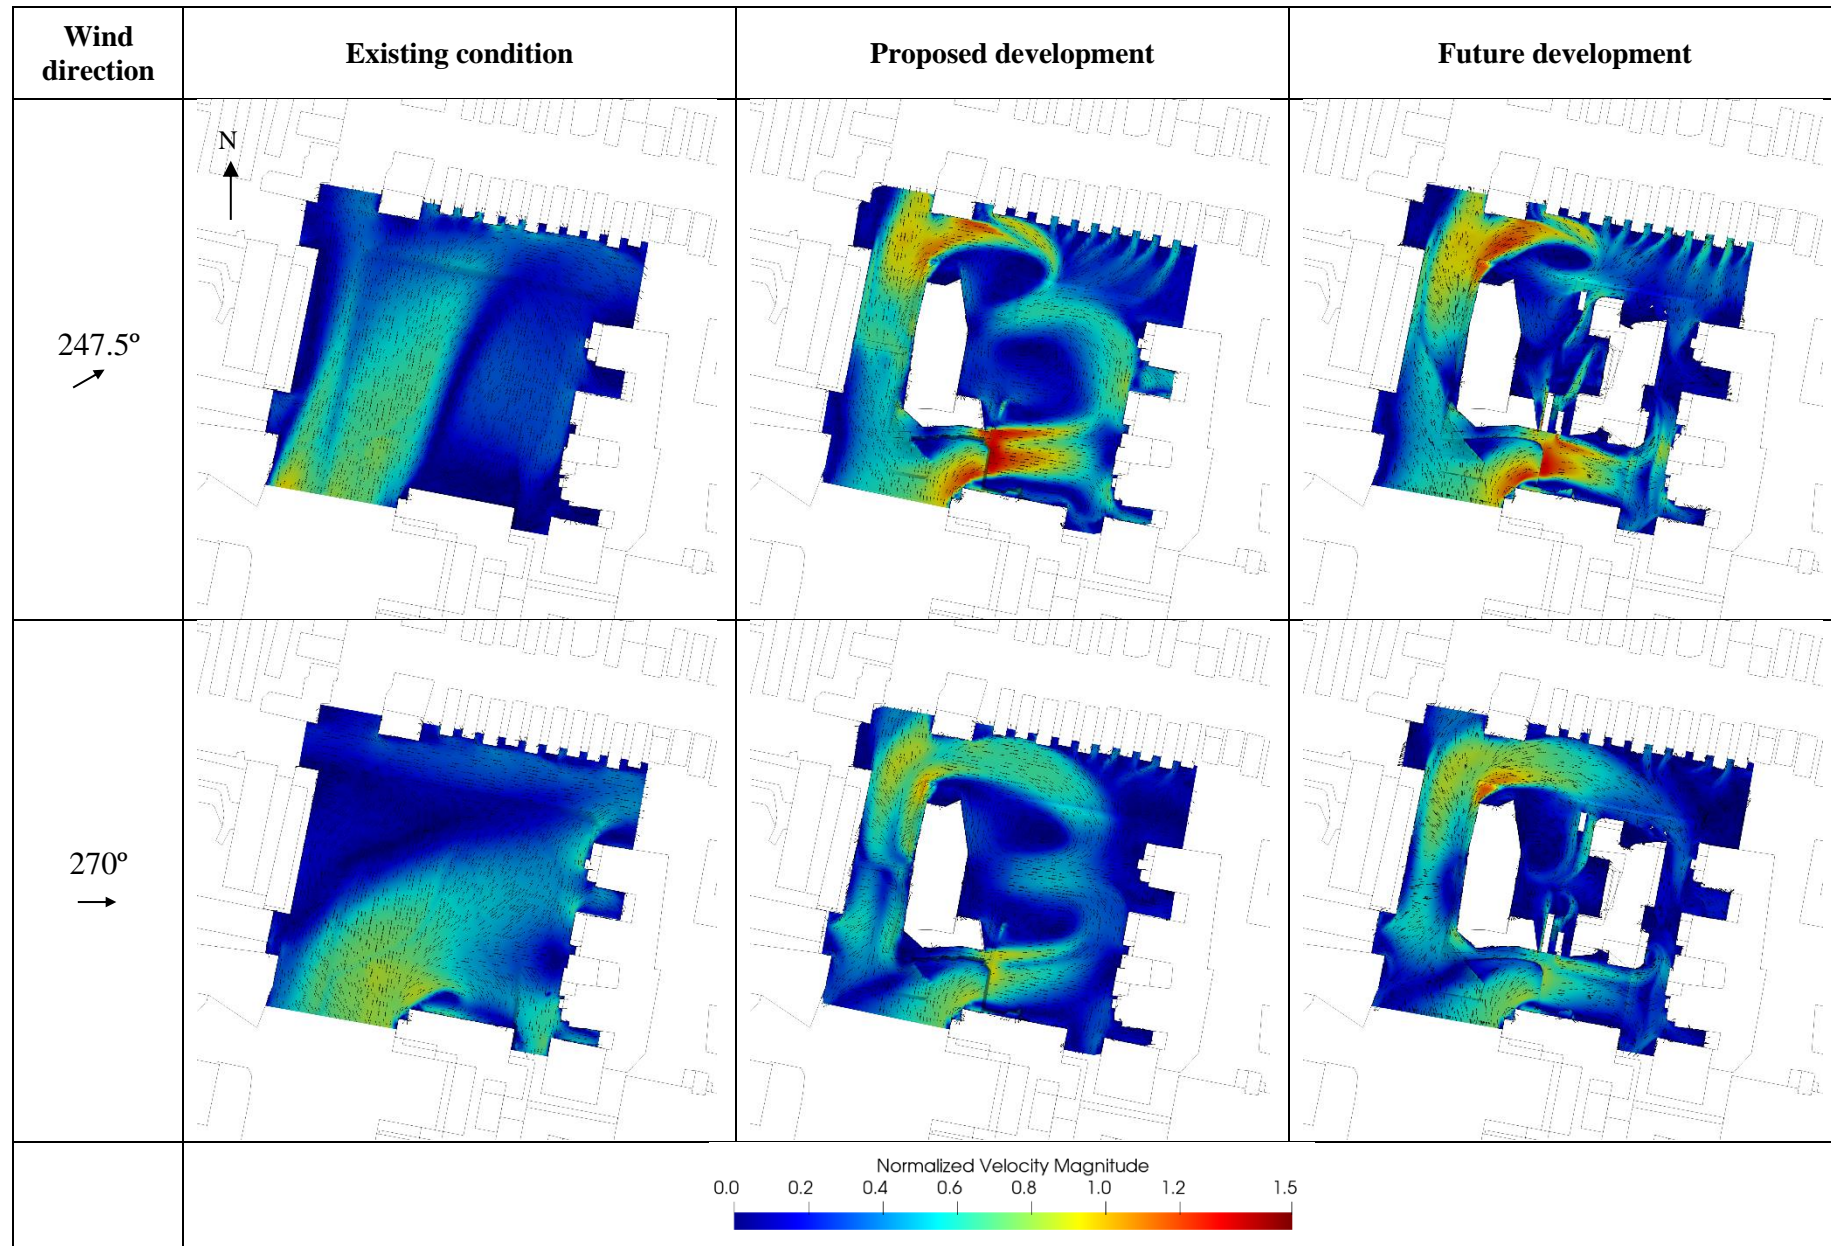 Wind direction
Existing condition
Proposed development
Future development
N
247.5º
270º
Normalized Velocity Magnitude
0.0 0.2 0.4 0.6 0.8 1.0 1.2 1.5